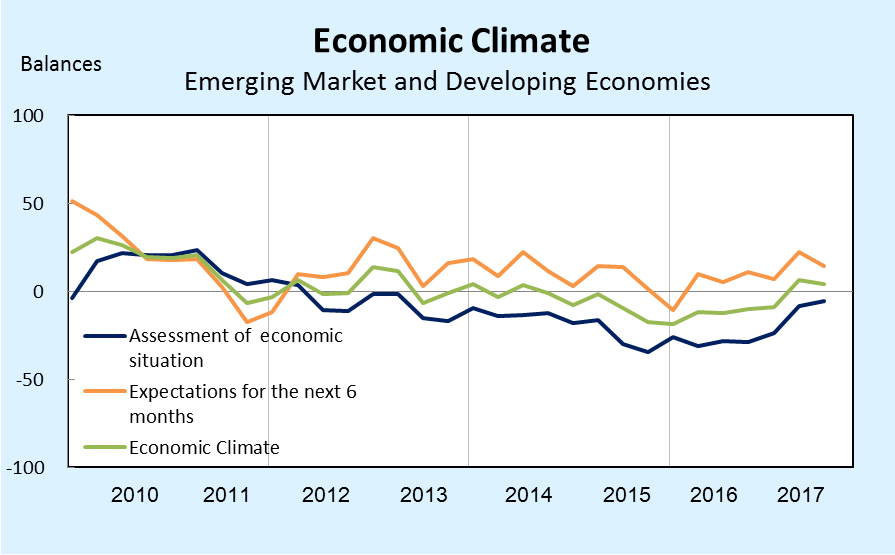 Economic Climate
Balances
Emerging Market and Developing Economies
100
50
0
-50
-100
Assessment of economic
situation
Expectations for the next 6
months
Economic Climate
2010 2011 2012 2013 2014 2015 2016 2017